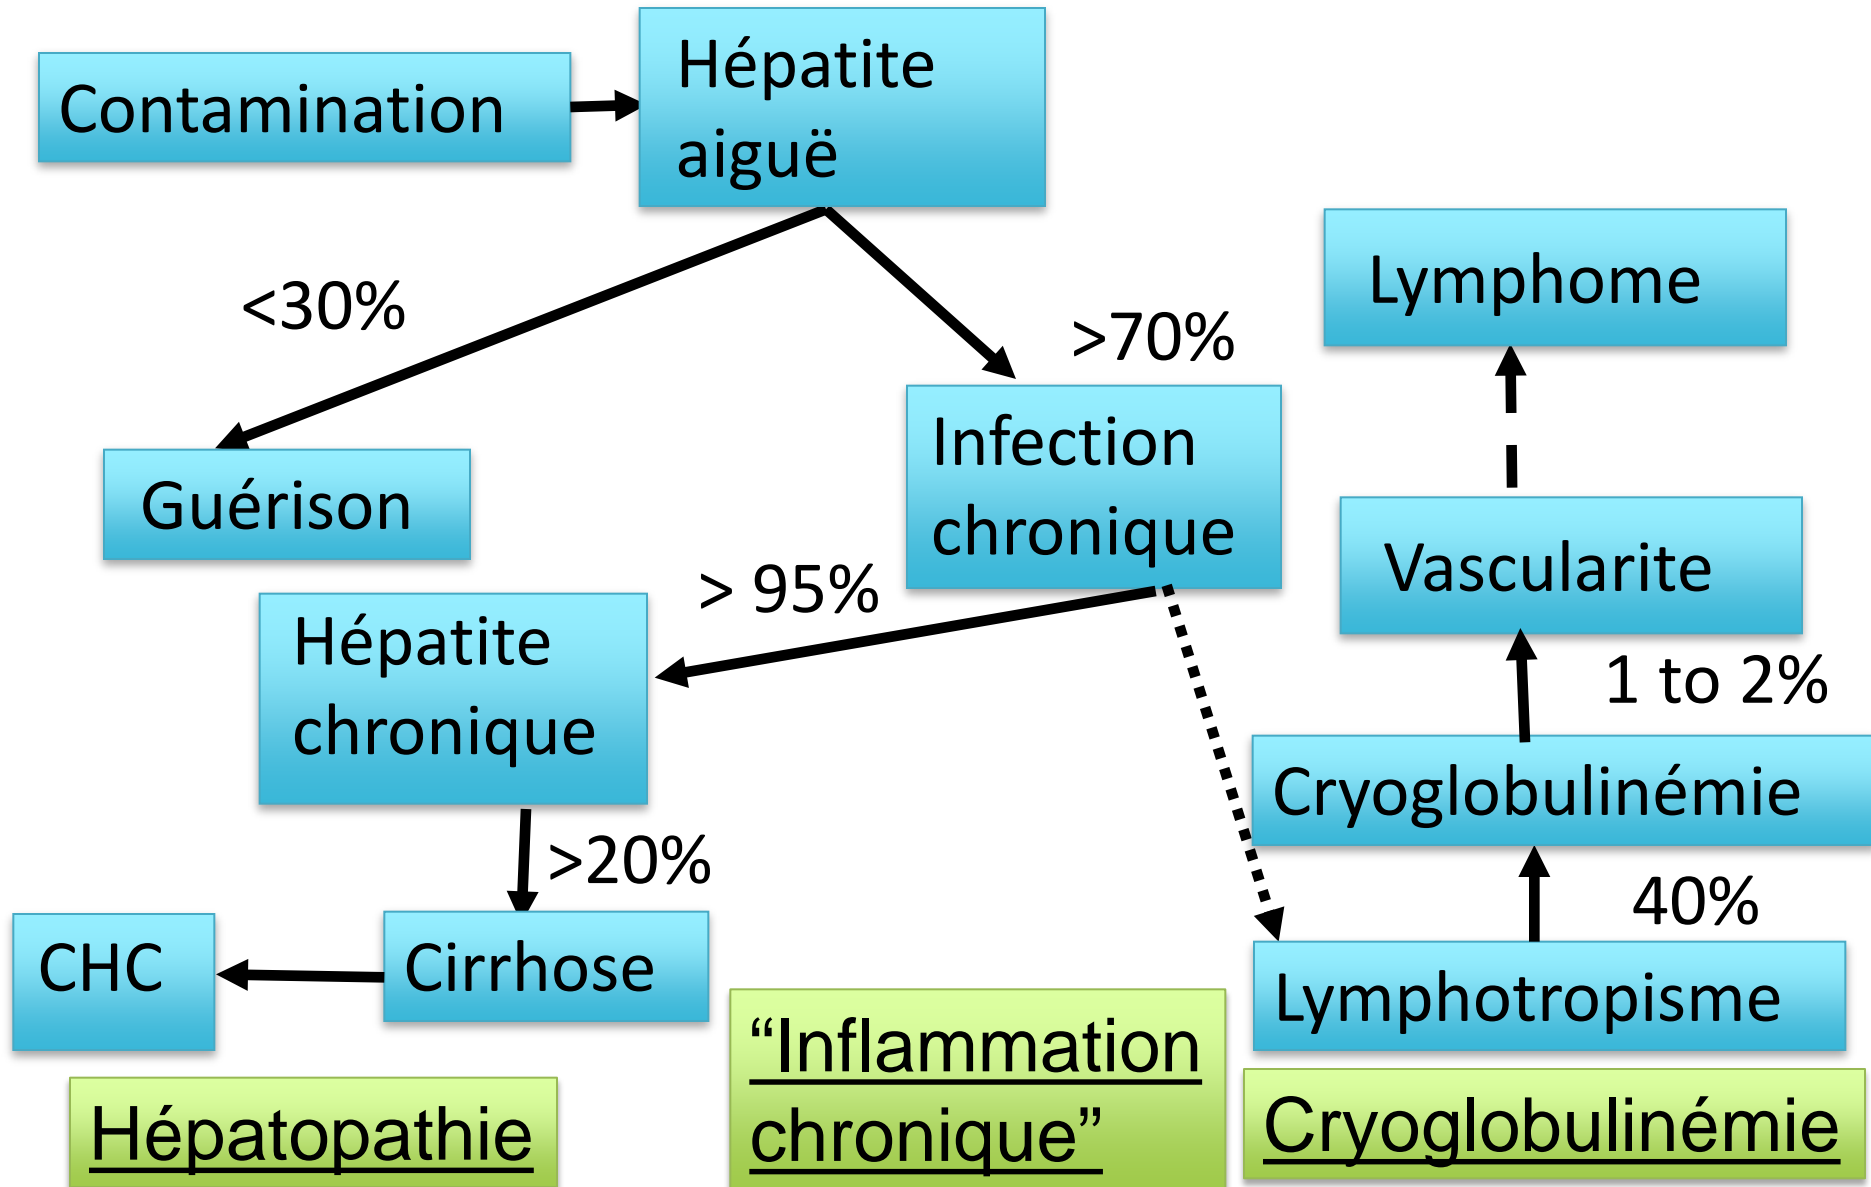 Contamination
Hépatite
aiguë
<30%
>70%
Guérison
Infection
chronique
> 95%
Hépatite
chronique
>20%
Cirrhose
CHC
Lymphome
Vascularite
1 to 2%
Cryoglobulinémie
40%
Lymphotropisme
Hépatopathie
“Inflammation
chronique”
Cryoglobulinémie